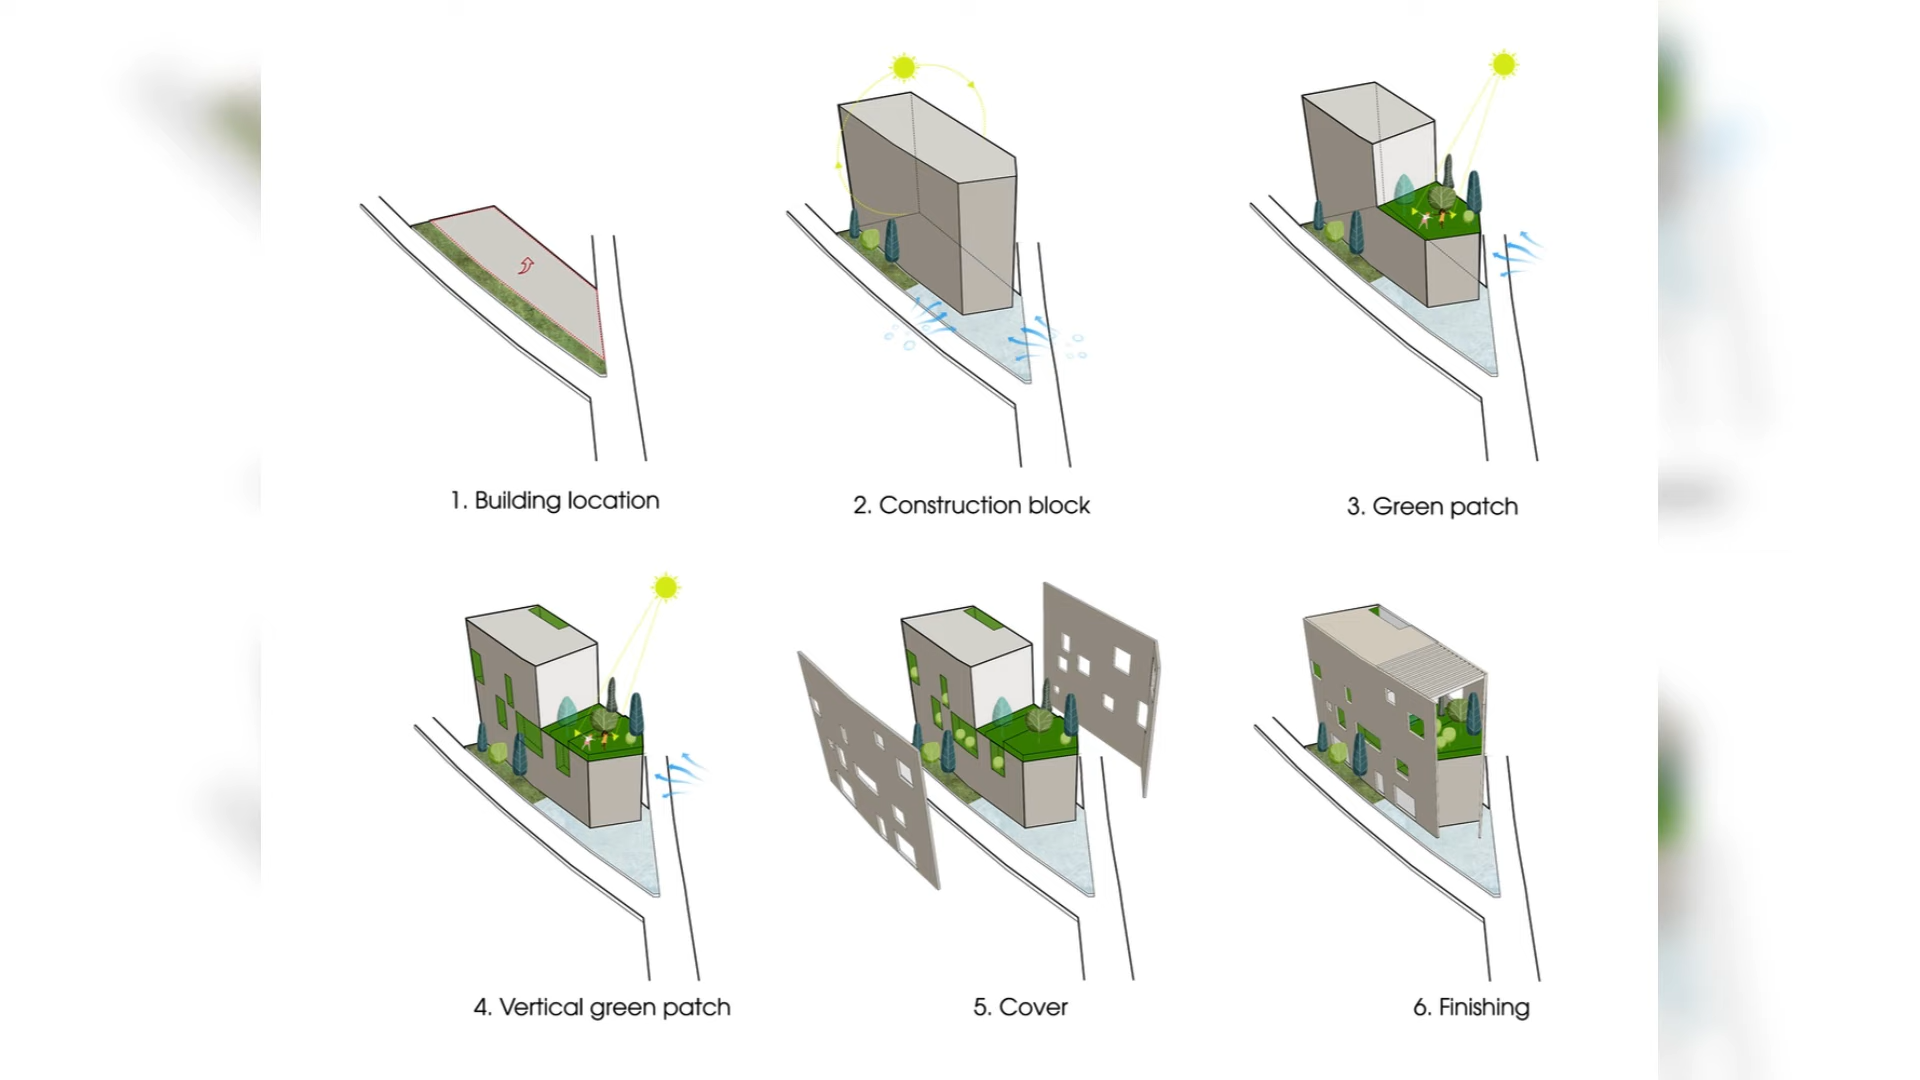 1. Building location
2. Construction block
3. Green patch
4. Vertical green patch
5. Cover
6. Finishing